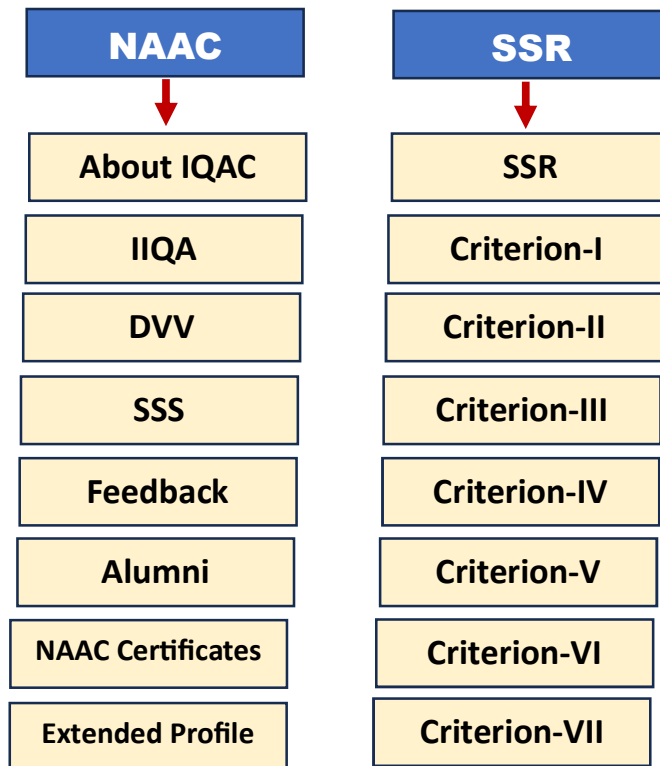 NAAC
About IQAC
IIQA
DVV
SSS
Feedback
Alumni
NAAC Certificates
Extended Profile
SSR
SSR
Criterion-I
Criterion-II
Criterion-III
Criterion-IV
Criterion-V
Criterion-VI
Criterion-VII